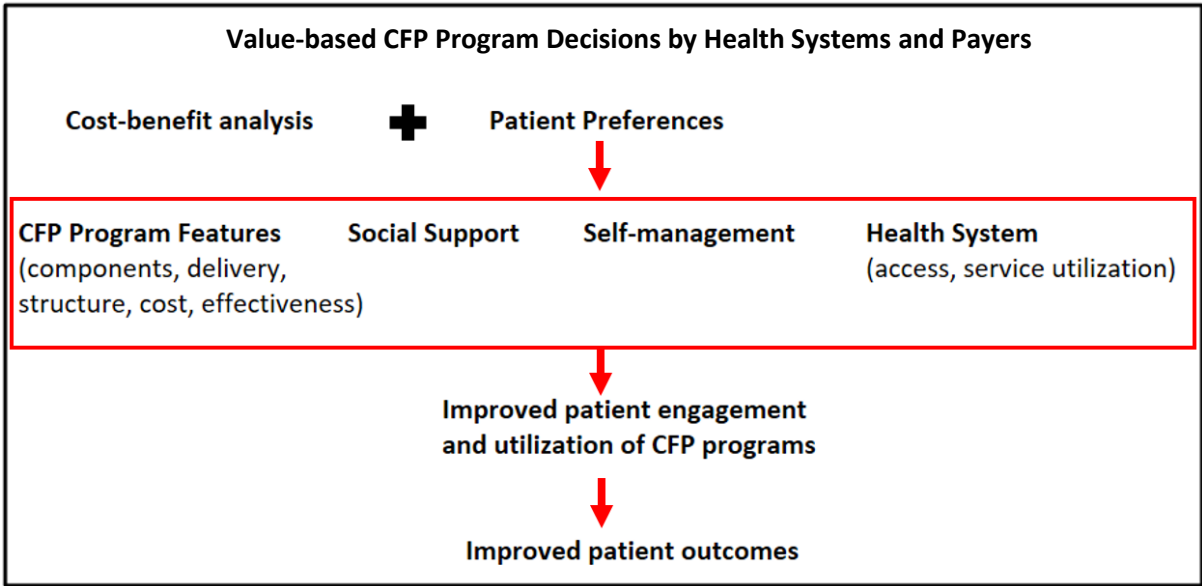 Value-based CFP Program Decisions by Health Systems and Payers
Cost-benefit analysis Patient Preferences
CFP Program Features Social Support Self-management Health System
(components, delivery, (access, service utilization)
structure, cost, effectiveness)
Improved patient engagement
and utilization of CFP programs
Improved patient outcomes